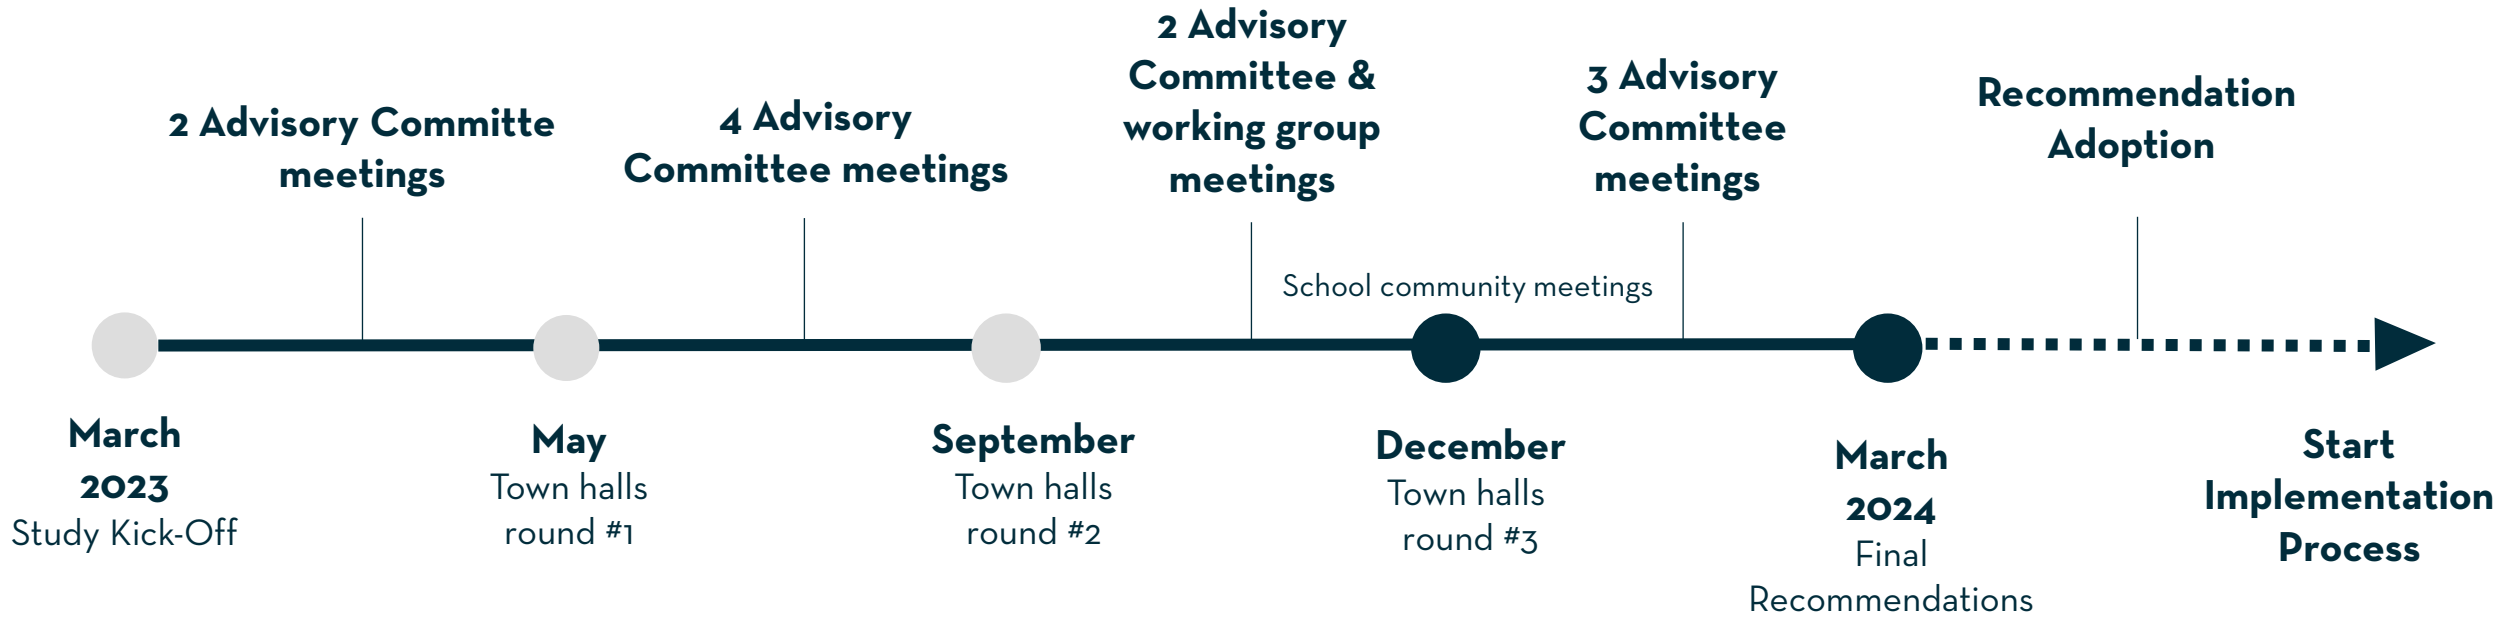 2 Advisory Committe
meetings
4 Advisory
Committee meetings
2 Advisory
Committee &
working group
meetings
3 Advisory
Committee
meetings
Recommendation
Adoption
School community meetings
March
2023
Study Kick-Off
May
Town halls
round #1
September
Town halls
round #2
December
Town halls
round #3
March
2024
Final
Recommendations
Start
Implementation
Process